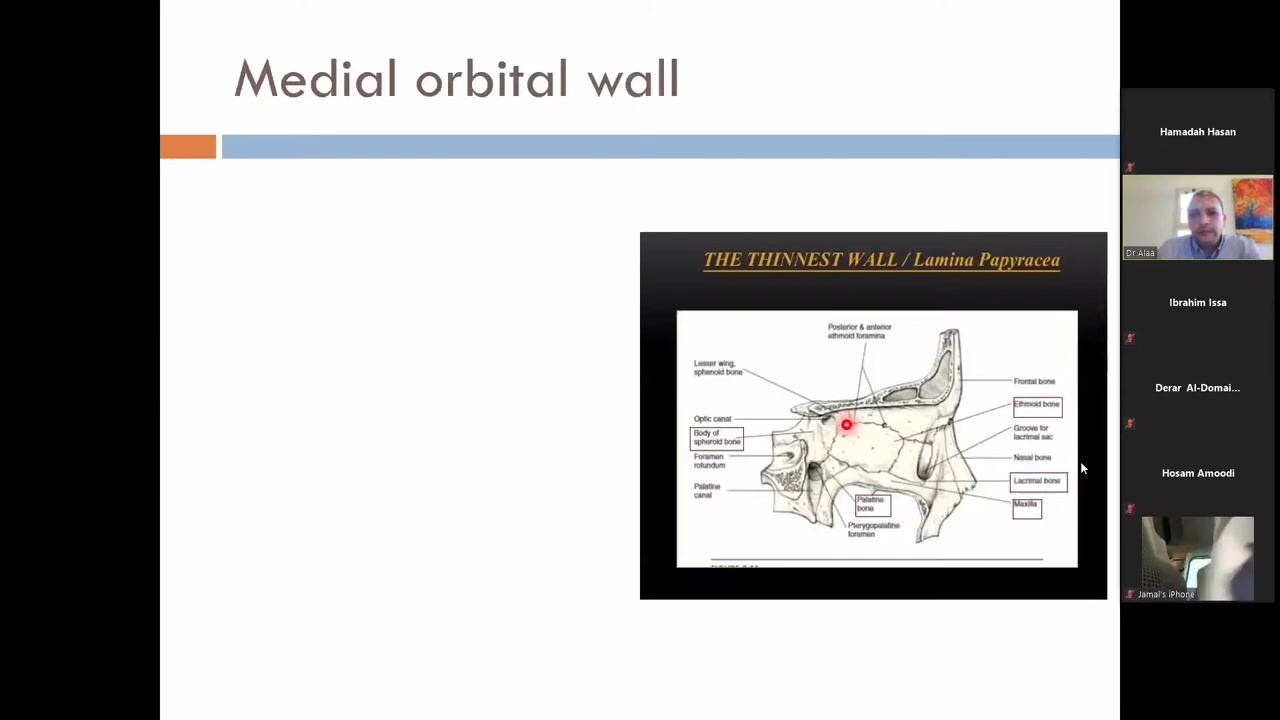 Medial orbital wall
THE THINNEST WALL / Lamina Papyracea
Posterior & anterior
ethmoid foramina
Lesser wing,
sphenoid bone
Optic canal
Body of
spheroid bone
Foramen
rotundum
Palatine
canal
Palatine
bone
Pterygopalatine
foramen
Frontal bone
Ethmoid bone
Groove for
lacrimal sac
Nasal bone
Lacrimal bone
Maxilla
Hamadah Hasan
Dr Alaa
Ibrahim Issa
Derar Al-Domai...
Hosam Amoodi
Jamal's iPhone